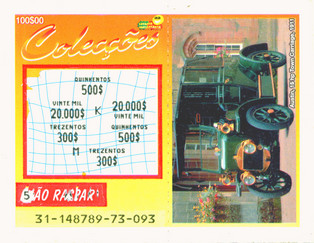 100$00
Colecções
QUINHENTOS
500$
VINTE MIL
20.000$
K
20.000$
VINTE MIL
TREZENTOS
300$
QUINHENTOS
500$
M
TREZENTOS
300$
NÃO RASPAR
31-148789-73-093